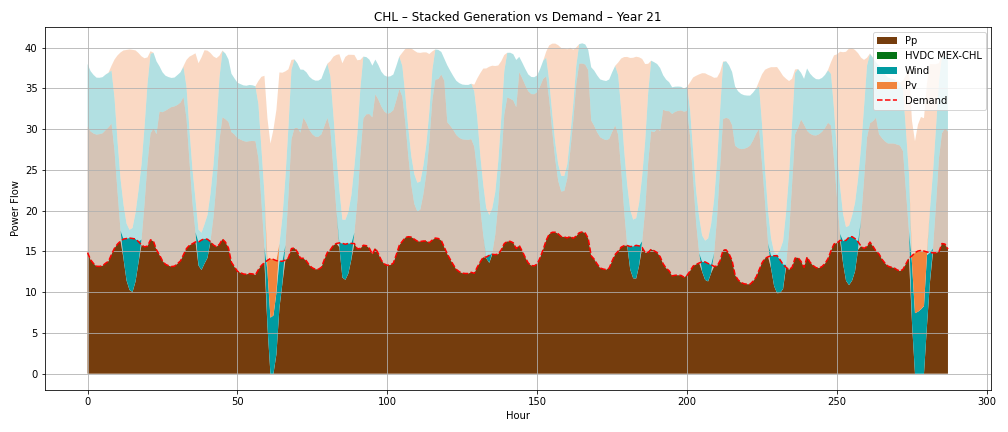 CHL – Stacked Generation vs Demand – Year 21
Power Flow
40
35
30
25
20
15
10
5
0
Pp
HVDC MEX-CHL
Wind
Pv
Demand
0 50 100 150 200 250 300
Hour